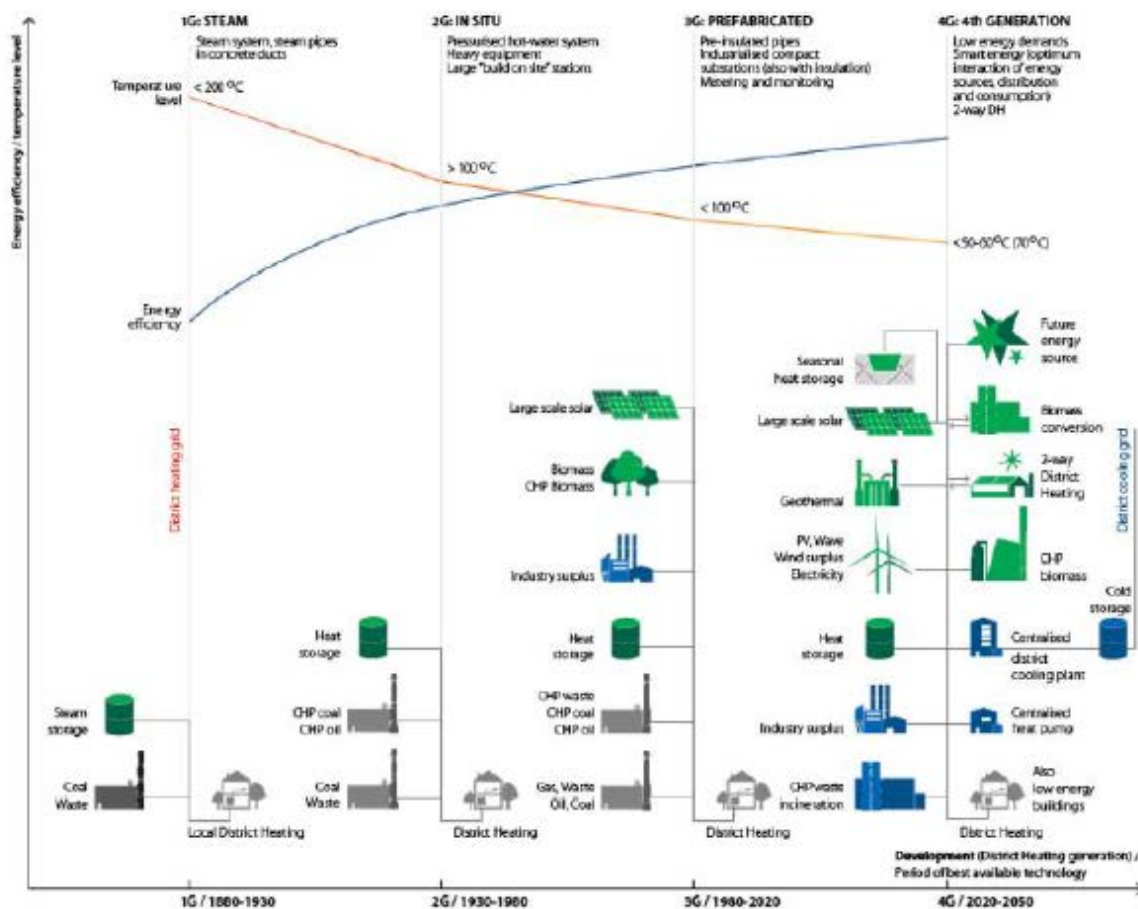 1G: STEAM
Steam system, steam pipes
in concrete ducts
2G: IN SITU
Pressurised hot-water system
Heavy equipment
Large "build on site" stations
3G: PREFABRICATED
Pre-insulated pipes
Industrialised compact
substations (also with insulation)
Metering and monitoring
4G: 4th GENERATION
Low energy demands
Smart energy (optimum
interaction of energy
sources, distribution
and consumption)
2-way DH
Energy efficiency / temperature level
Temperature
level
< 200 °C
> 100 °C
< 100 °C
< 50-60 °C (70 °C)
Energy
efficiency
District heating grid
Steam
storage
Coal
Waste
Local District Heating
Heat
storage
CHP coal
CHP oil
Coal
Waste
District Heating
Large scale solar
Biomass
CHP Biomass
Industry surplus
Heat
storage
CHP waste
CHP coal
CHP oil
Gas, Waste
Oil, Coal
District Heating
Seasonal
heat storage
Large scale solar
Geothermal
PV, Wave
Wind surplus
Electricity
Heat
storage
Industry surplus
CHP waste
incineration
Future
energy
source
Biomass
conversion
2-way
District
Heating
CHP
biomass
Cold
storage
Centralised
district
cooling plant
Centralised
heat pump
Also
low energy
buildings
District Heating
District cooling grid
Development (District Heating generation) /
Period of best available technology
1G / 1880-1930
2G / 1930-1980
3G / 1980-2020
4G / 2020-2050